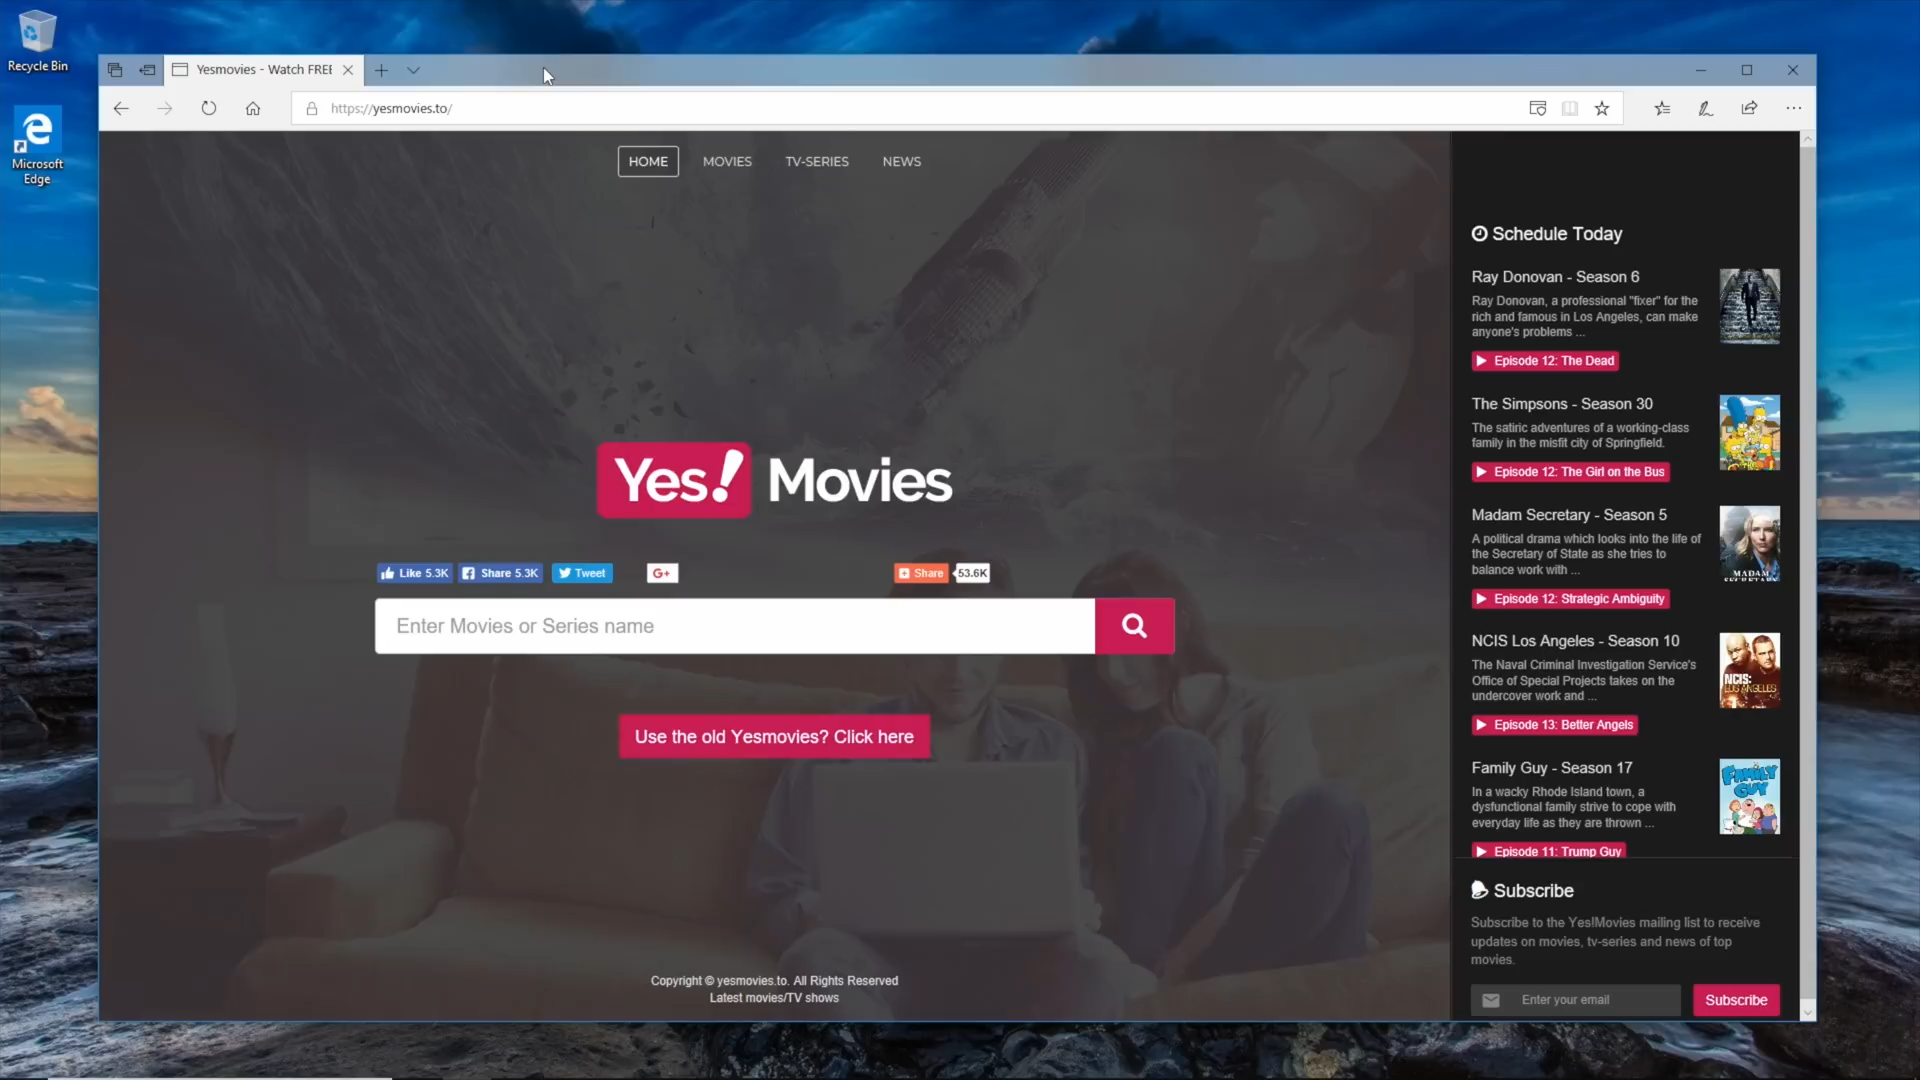 Recycle Bin
Microsoft
Edge
Yesmovies - Watch FREE
https://yesmovies.to/
HOME
MOVIES
TV-SERIES
NEWS
Yes! Movies
Like 5.3K
Share 5.3K
Tweet
G+
Share
53.6K
Enter Movies or Series name
Use the old Yesmovies? Click here
Copyright © yesmovies.to. All Rights Reserved
Latest movies/TV shows
Schedule Today
Ray Donovan - Season 6
Ray Donovan, a professional "fixer" for the
rich and famous in Los Angeles, can make
anyone's problems ...
Episode 12: The Dead
The Simpsons - Season 30
The satiric adventures of a working-class
family in the misfit city of Springfield.
Episode 12: The Girl on the Bus
Madam Secretary - Season 5
A political drama which looks into the life of
the Secretary of State as she tries to
balance work with ...
MADAM
SECRETARY
Episode 12: Strategic Ambiguity
NCIS Los Angeles - Season 10
The Naval Criminal Investigation Service's
Office of Special Projects takes on the
undercover work and ...
NCIS:
LOS ANGELES
Episode 13: Better Angels
Family Guy - Season 17
In a wacky Rhode Island town, a
dysfunctional family strive to cope with
everyday life as they are thrown ...
FAMILY
GUY
Episode 11: Trump Guy
Subscribe
Subscribe to the Yes!Movies mailing list to receive
updates on movies, tv-series and news of top
movies.
Enter your email
Subscribe